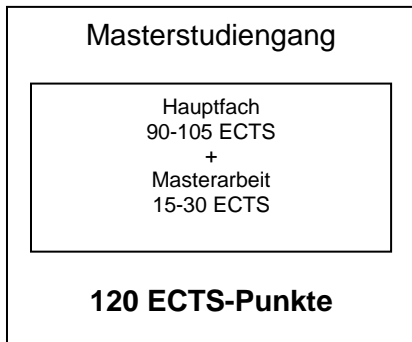 Masterstudiengang
Hauptfach
90-105 ECTS
+
Masterarbeit
15-30 ECTS
120 ECTS-Punkte